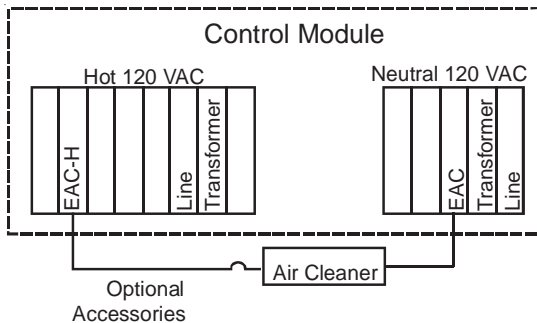 Control Module
Hot 120 VAC
Neutral 120 VAC
EAC-H
Line
Transformer
EAC
Transformer
Line
Air Cleaner
Optional
Accessories